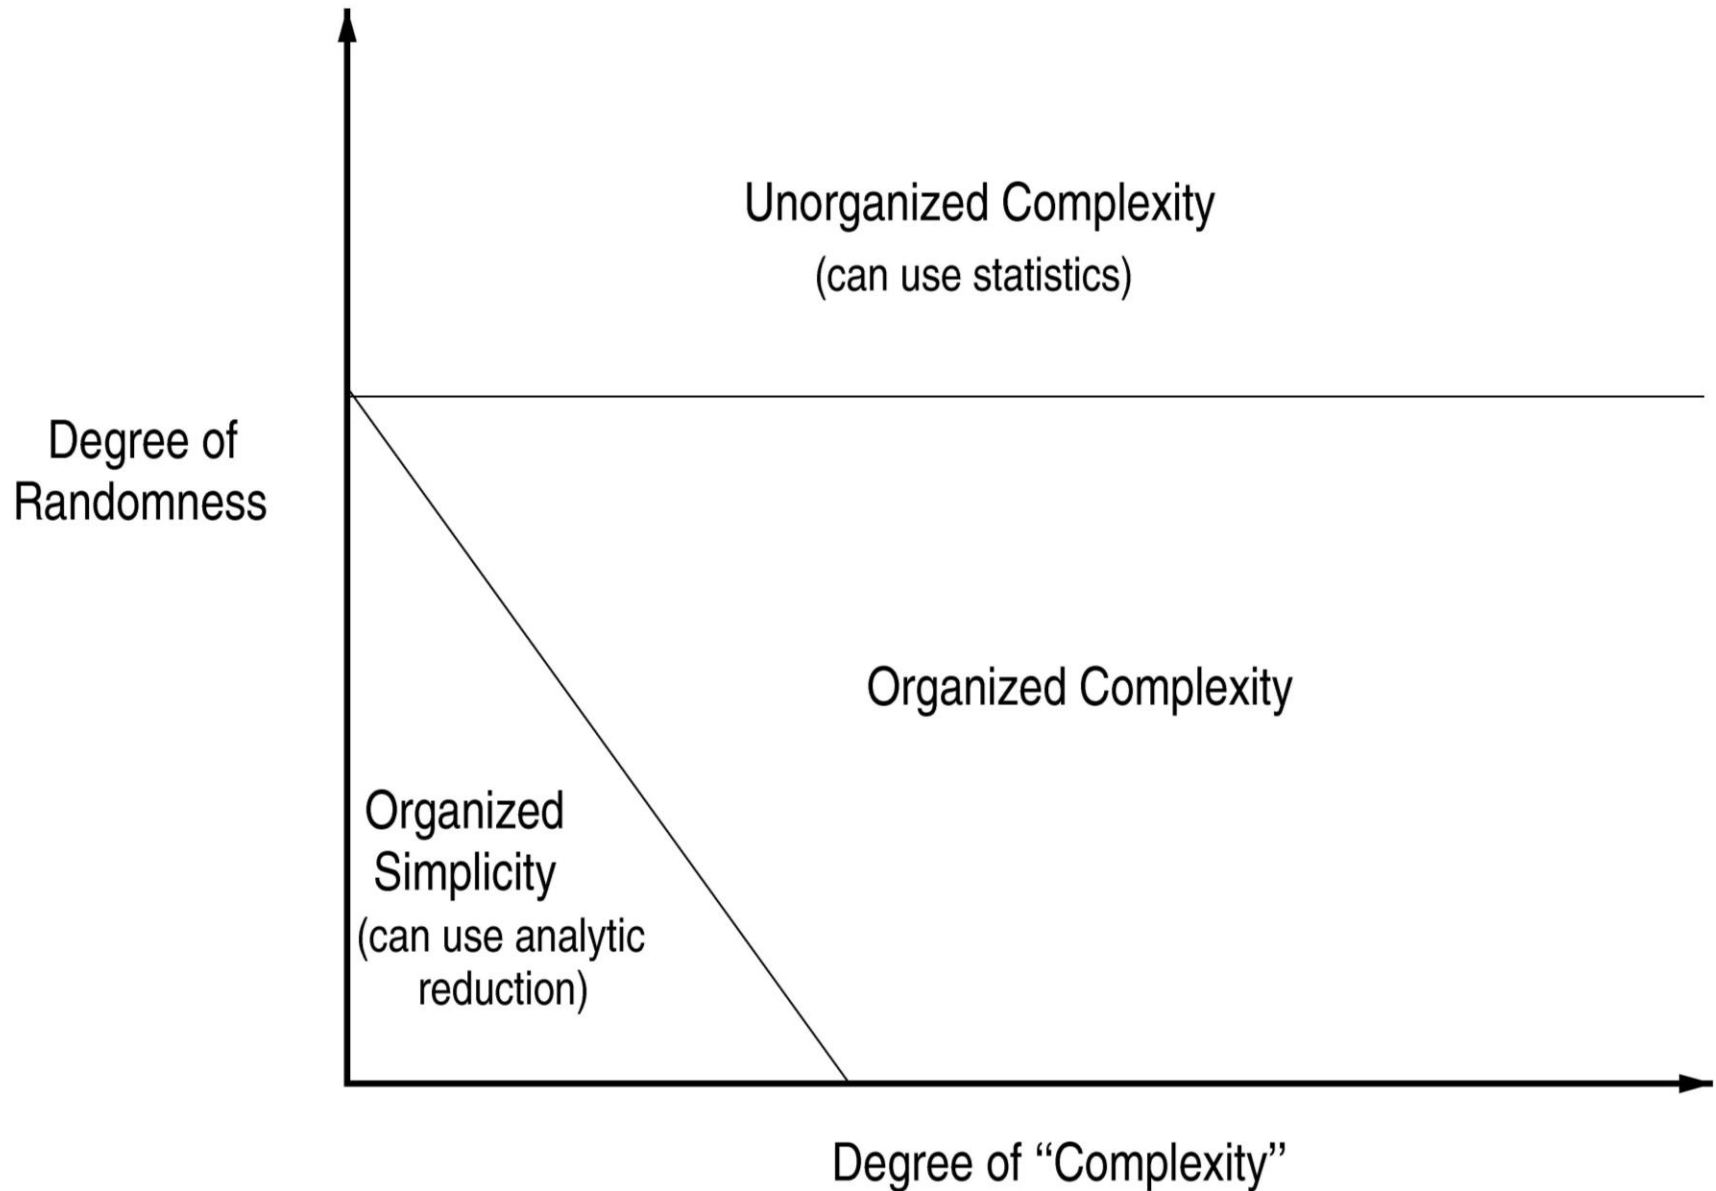 Unorganized Complexity
(can use statistics)
Degree of
Randomness
Organized Complexity
Organized
Simplicity
(can use analytic
reduction)
Degree of “Complexity”